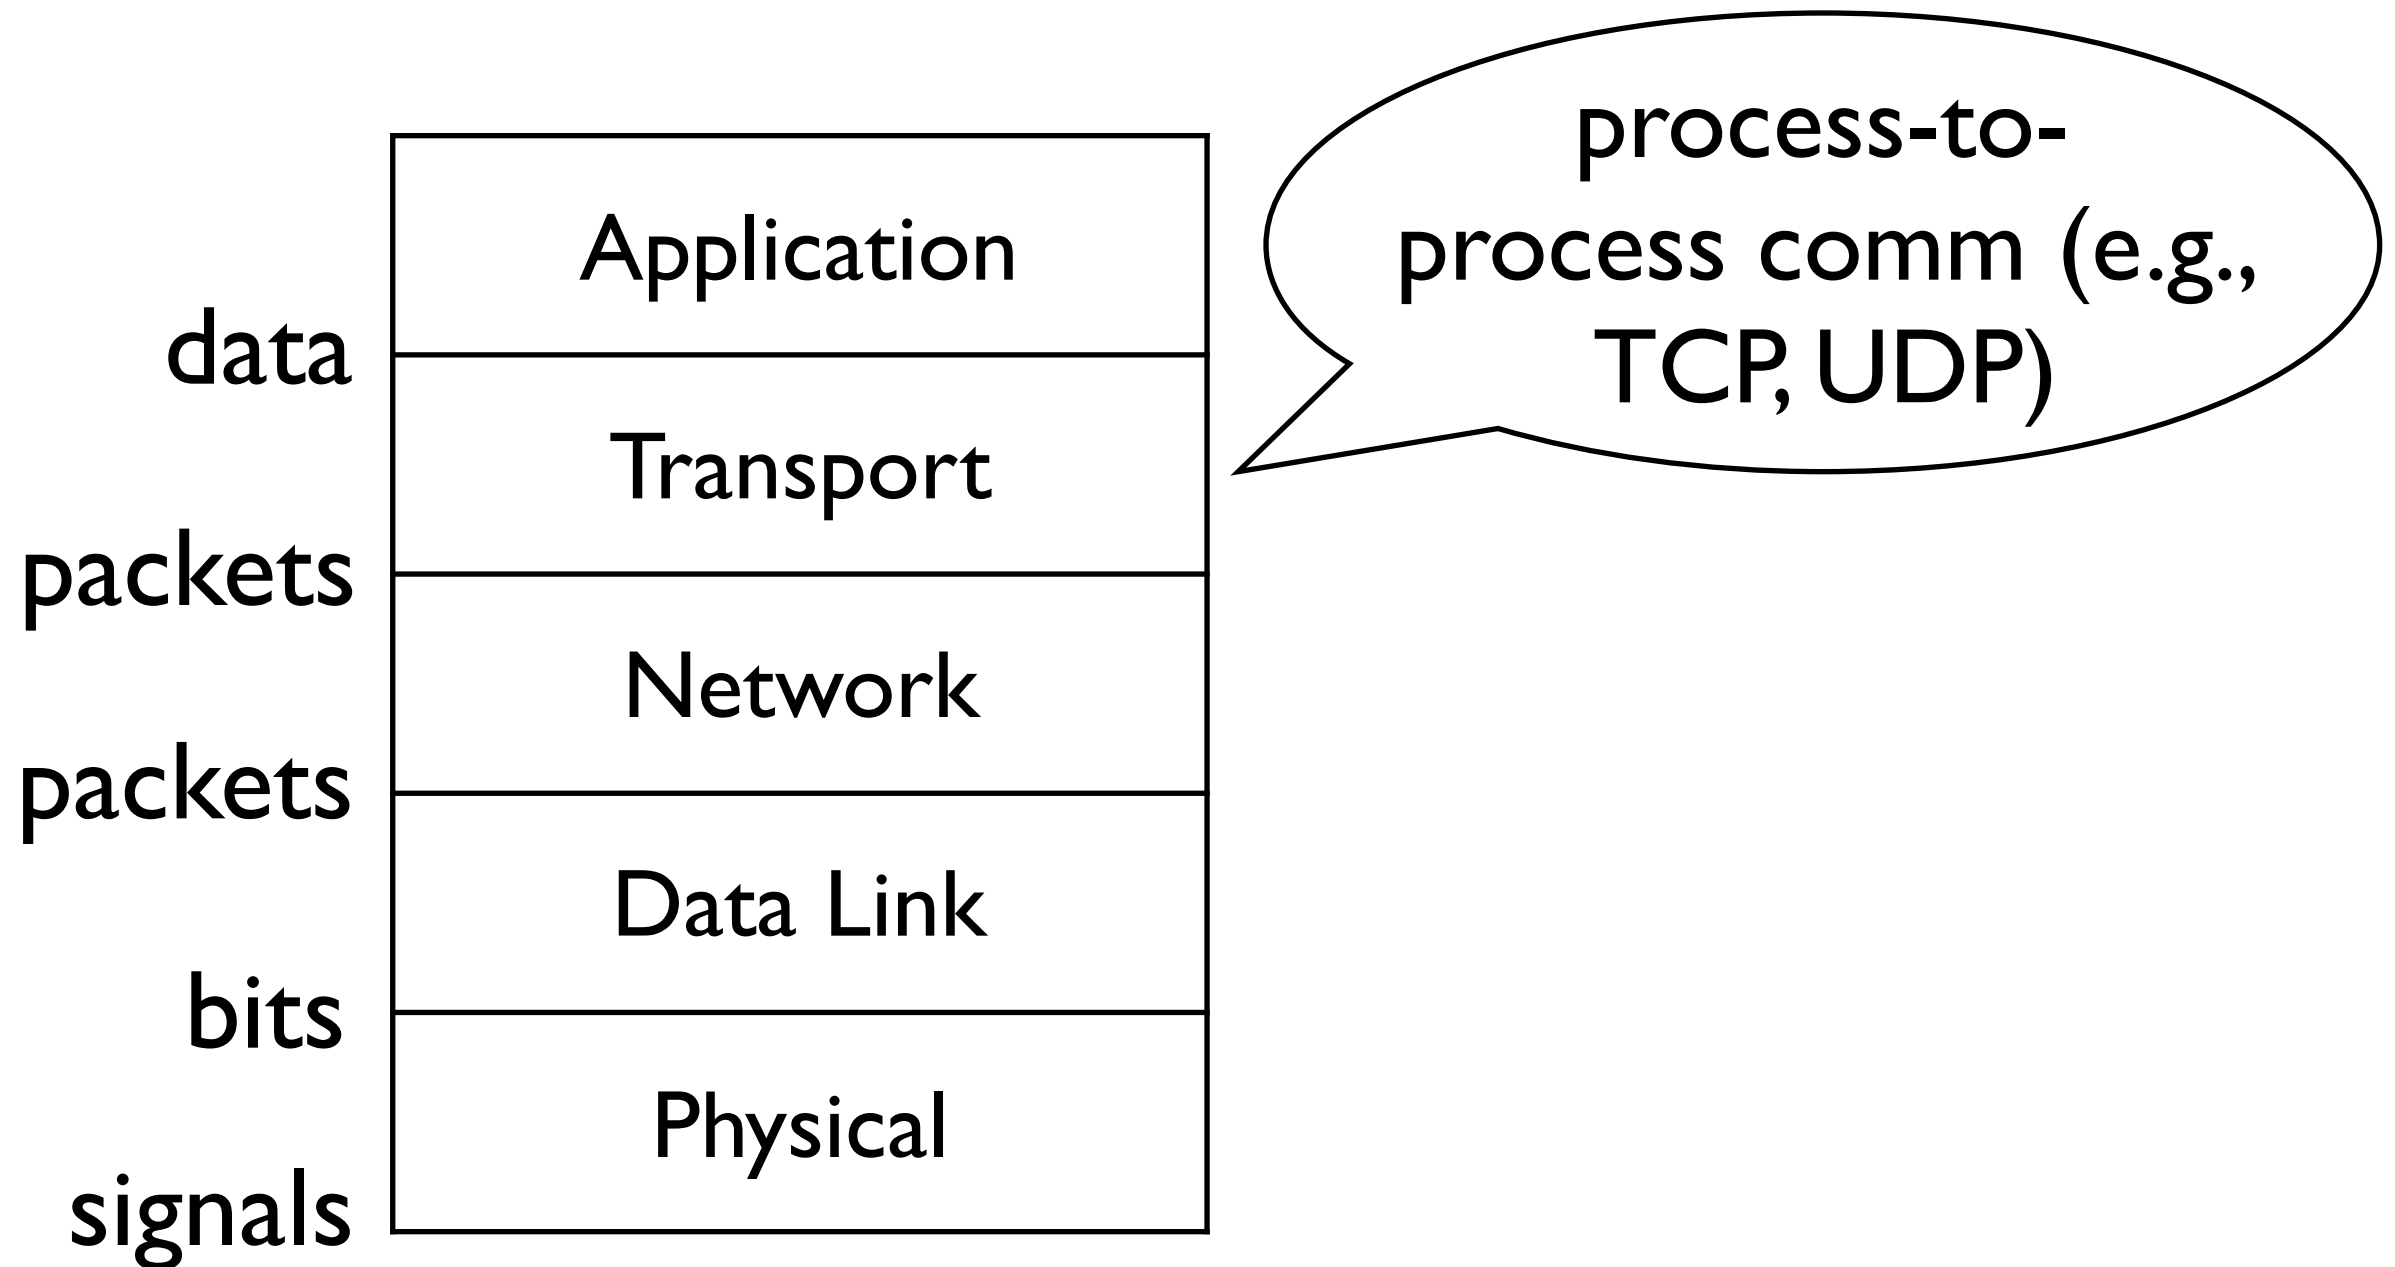 process-to-
process comm (e.g.,
TCP, UDP)
Application
data
Transport
packets
Network
packets
Data Link
bits
Physical
signals